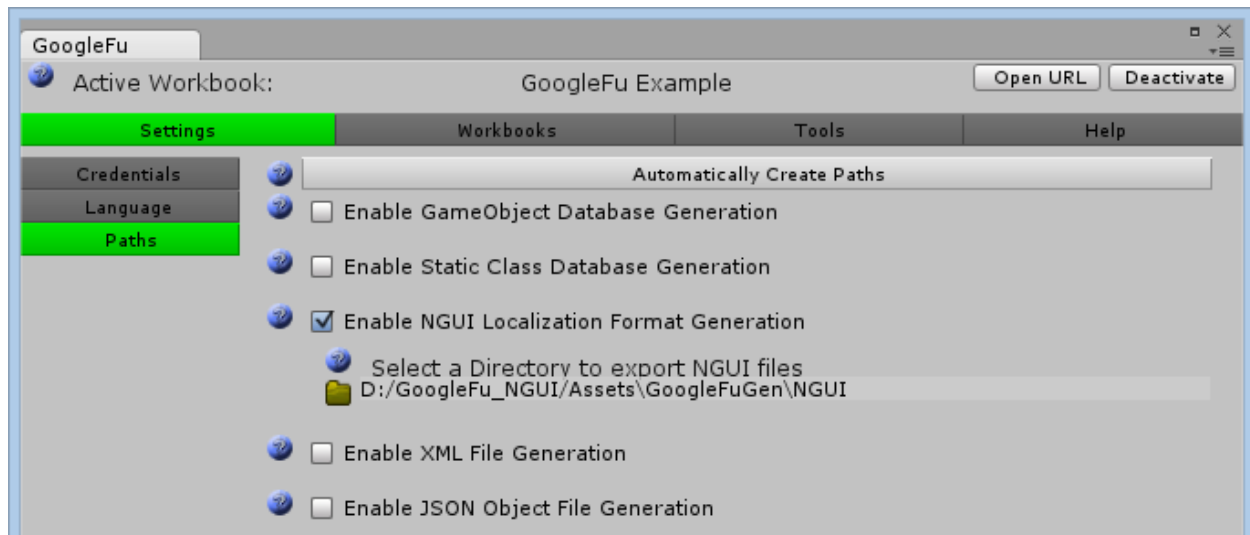 GoogleFu
Active Workbook: GoogleFu Example Open URL Deactivate
Settings Workbooks Tools Help
Credentials Automatically Create Paths
Language Enable GameObject Database Generation
Paths
Enable Static Class Database Generation
Enable NGUI Localization Format Generation
Select a Directory to export NGUI files
D:/GoogleFu_NGUI/Assets\GoogleFuGen\NGUI
Enable XML File Generation
Enable JSON Object File Generation